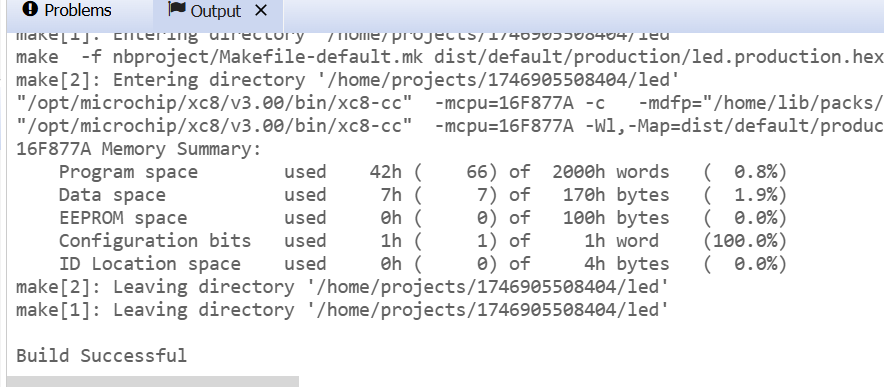 Problems Output ×
make[1]: Entering directory '/home/projects/1746905508404/led'
make  -f nbproject/Makefile-default.mk dist/default/production/led.production.hex
make[2]: Entering directory '/home/projects/1746905508404/led'
"/opt/microchip/xc8/v3.00/bin/xc8-cc"  -mcpu=16F877A -c   -mdfp="/home/lib/packs/
"/opt/microchip/xc8/v3.00/bin/xc8-cc"  -mcpu=16F877A -Wl,-Map=dist/default/produc
16F877A Memory Summary:
    Program space        used    42h (    66) of  2000h words   (  0.8%)
    Data space           used     7h (     7) of   170h bytes   (  1.9%)
    EEPROM space         used     0h (     0) of   100h bytes   (  0.0%)
    Configuration bits   used     1h (     1) of     1h word    (100.0%)
    ID Location space    used     0h (     0) of     4h bytes   (  0.0%)
make[2]: Leaving directory '/home/projects/1746905508404/led'
make[1]: Leaving directory '/home/projects/1746905508404/led'
Build Successful